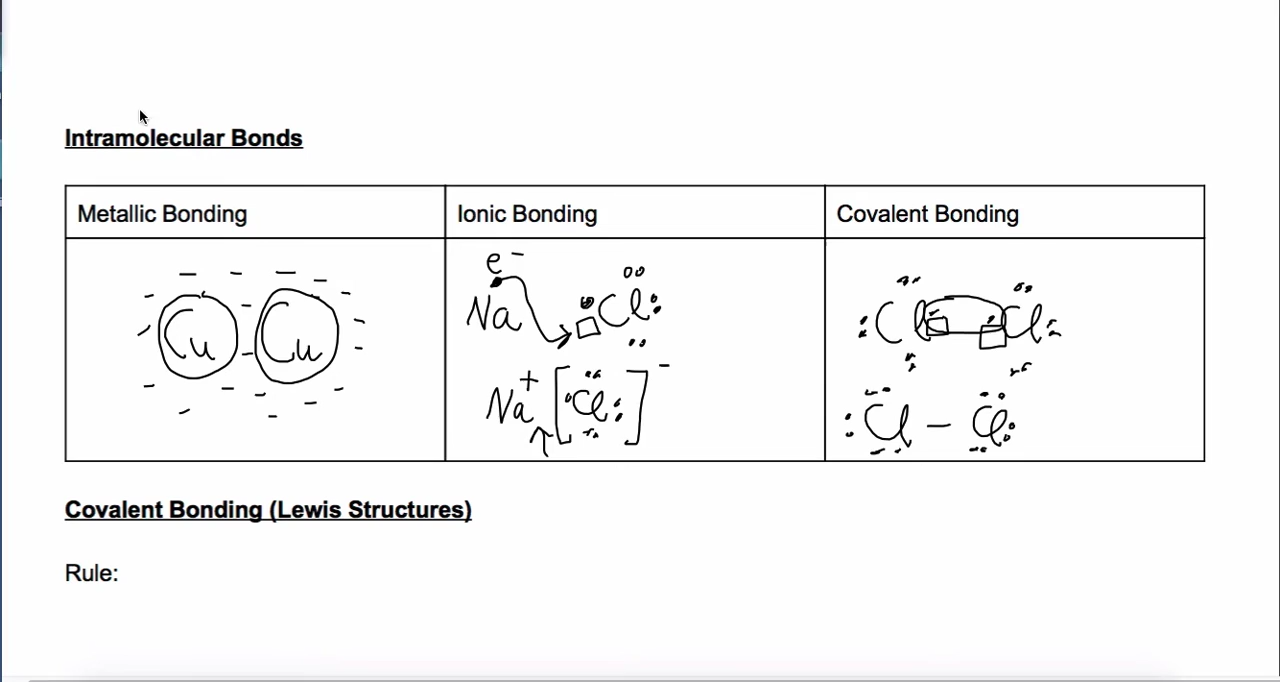 Intramolecular Bonds
Metallic Bonding
Ionic Bonding
Covalent Bonding
Cu Cu
e⁻
Na Cl
Na⁺ [Cl]⁻
Cl Cl
Cl — Cl
Covalent Bonding (Lewis Structures)
Rule: